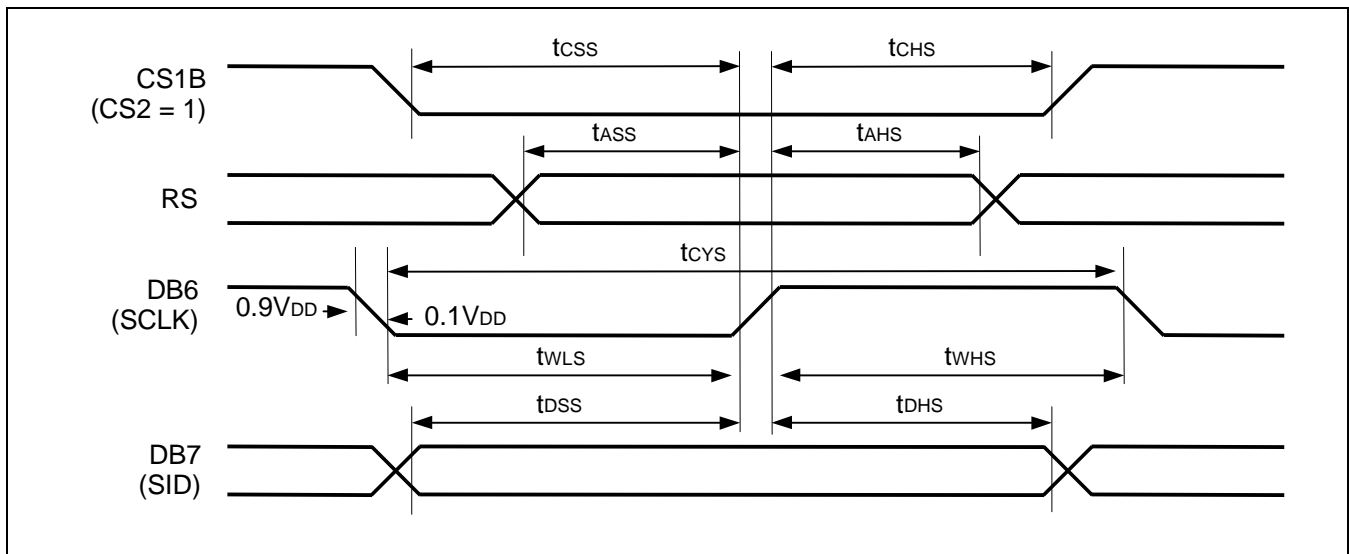 tCSS
tCHS
CS1B
(CS2 = 1)
tASS
tAHS
RS
tCYS
DB6
(SCLK)
0.9VDD
0.1VDD
tWLS
tWHS
tDSS
tDHS
DB7
(SID)